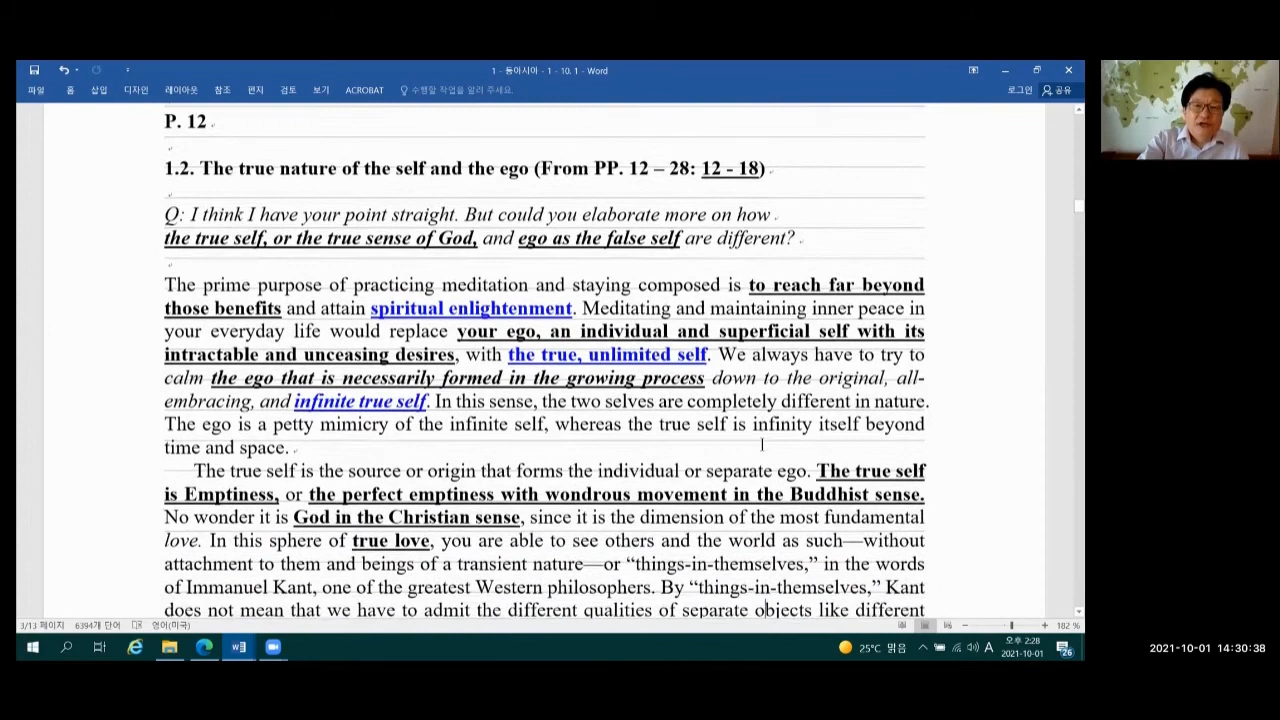 1 - 동아시아 - 1 - 10. 1 - Word
파일 홈 삽입 디자인 레이아웃 참조 편지 검토 보기 ACROBAT 수행할 작업을 알려 주세요. 로그인 공유
P. 12
1.2. The true nature of the self and the ego (From PP. 12 – 28: 12 - 18)
Q: I think I have your point straight. But could you elaborate more on how
the true self, or the true sense of God, and ego as the false self are different?
The prime purpose of practicing meditation and staying composed is to reach far beyond
those benefits and attain spiritual enlightenment. Meditating and maintaining inner peace in
your everyday life would replace your ego, an individual and superficial self with its
intractable and unceasing desires, with the true, unlimited self. We always have to try to
calm the ego that is necessarily formed in the growing process down to the original, all-
embracing, and infinite true self. In this sense, the two selves are completely different in nature.
The ego is a petty mimicry of the infinite self, whereas the true self is infinity itself beyond
time and space.
The true self is the source or origin that forms the individual or separate ego. The true self
is Emptiness, or the perfect emptiness with wondrous movement in the Buddhist sense.
No wonder it is God in the Christian sense, since it is the dimension of the most fundamental
love. In this sphere of true love, you are able to see others and the world as such—without
attachment to them and beings of a transient nature—or “things-in-themselves,” in the words
of Immanuel Kant, one of the greatest Western philosophers. By “things-in-themselves,” Kant
does not mean that we have to admit the different qualities of separate objects like different
3/13 페이지 6394개 단어 영어(미국) 182 %
25°C 맑음 A 오후 2:28
2021-10-01 26
2021-10-01 14:30:38